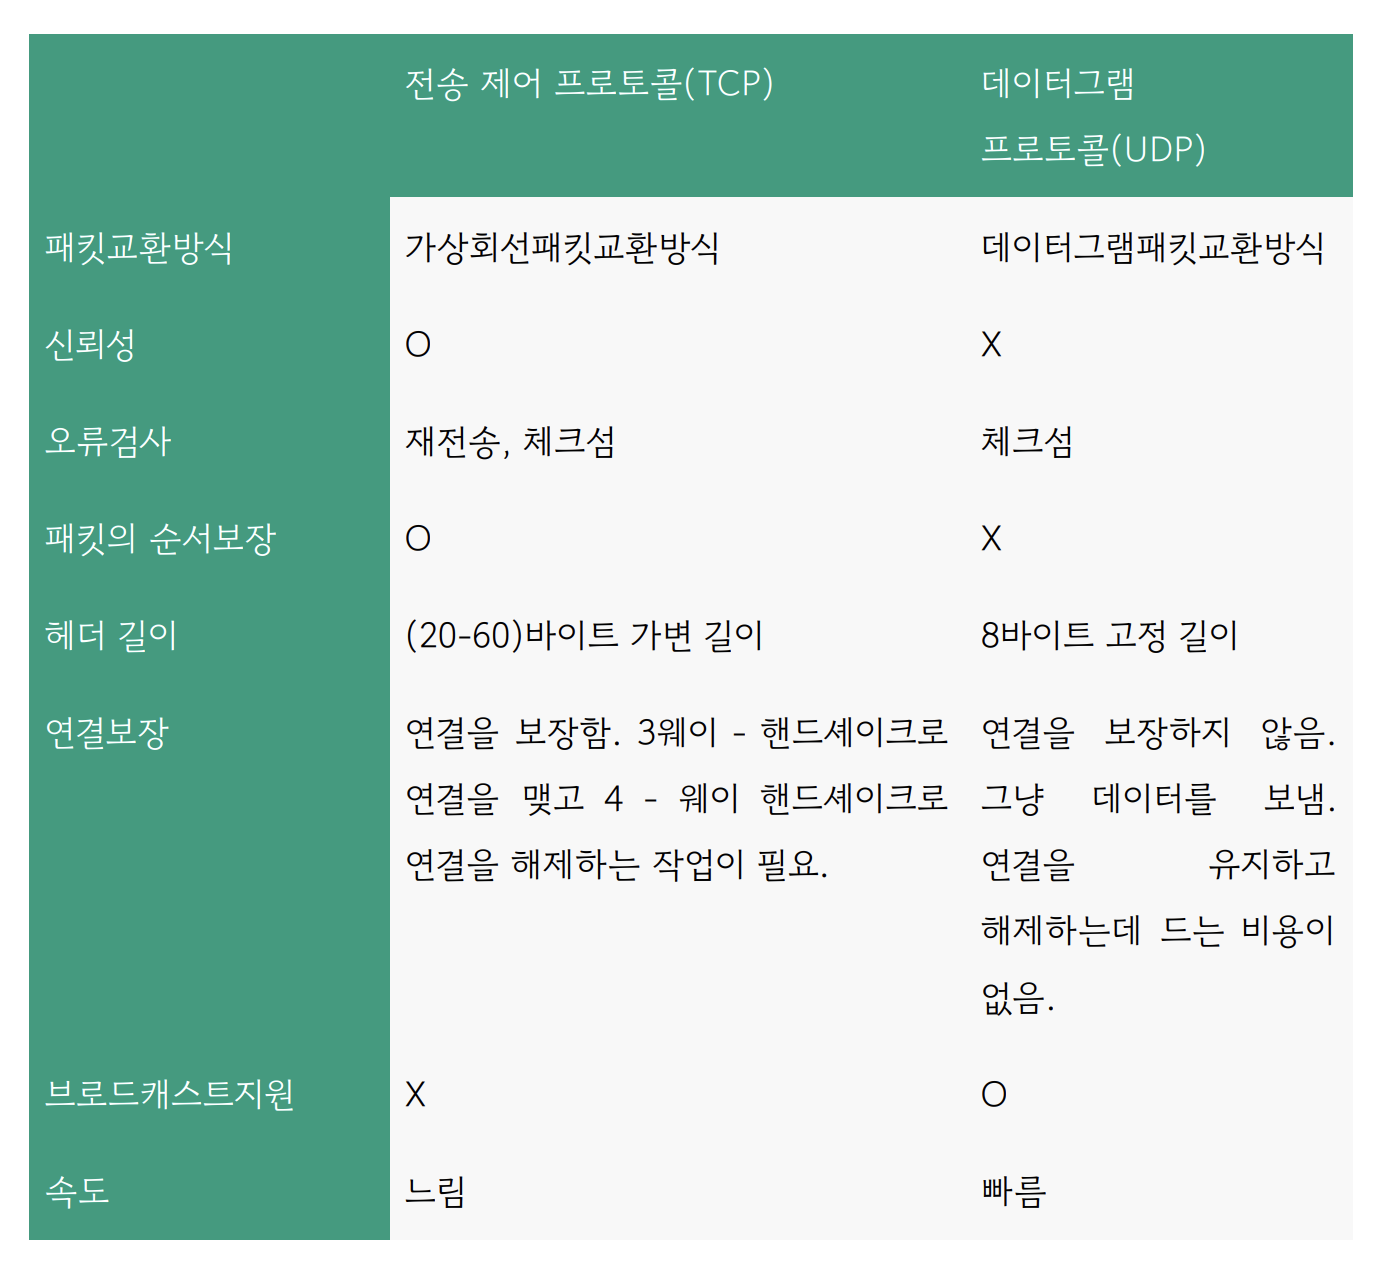 전송 제어 프로토콜(TCP)
데이터그램
프로토콜(UDP)
패킷교환방식
가상회선패킷교환방식
데이터그램패킷교환방식
신뢰성
O
X
오류검사
재전송, 체크섬
체크섬
패킷의 순서보장
O
X
헤더 길이
(20-60)바이트 가변 길이
8바이트 고정 길이
연결보장
연결을 보장함. 3웨이 - 핸드셰이크로
연결을 맺고 4 - 웨이 핸드셰이크로
연결을 해제하는 작업이 필요.
연결을 보장하지 않음.
그냥 데이터를 보냄.
연결을 유지하고
해제하는데 드는 비용이
없음.
브로드캐스트지원
X
O
속도
느림
빠름